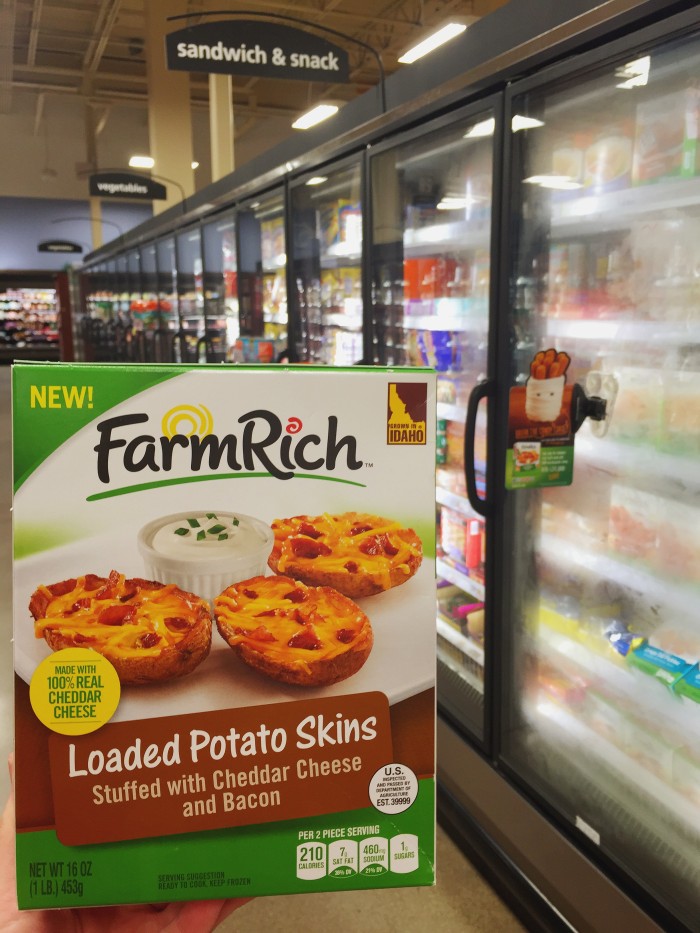 sandwich & snack
vegetables
NEW!
FarmRich™
GROWN IN
IDAHO
MADE WITH
100% REAL
CHEDDAR
CHEESE
Loaded Potato Skins
Stuffed with Cheddar Cheese
and Bacon
U.S.
INSPECTED
AND PASSED BY
DEPARTMENT OF
AGRICULTURE
EST. 39999
PER 2 PIECE SERVING
210
CALORIES
7g
SAT FAT
460mg
SODIUM
21% DV
1g
SUGARS
NET WT 16 OZ
(1 LB.) 453g
SERVING SUGGESTION
READY TO COOK, KEEP FROZEN